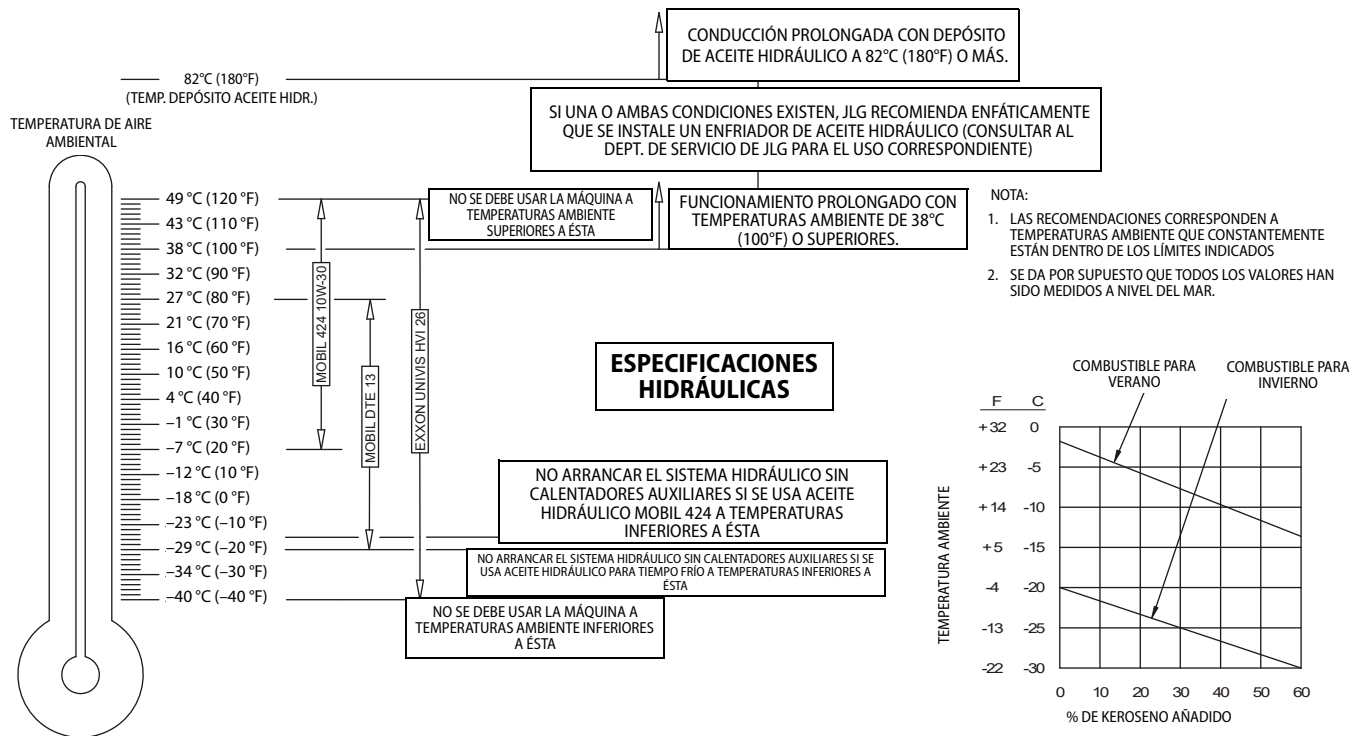 CONDUCCIÓN PROLONGADA CON DEPÓSITO
DE ACEITE HIDRÁULICO A 82°C (180°F) O MÁS.
82°C (180°F)
(TEMP. DEPÓSITO ACEITE HIDR.)
SI UNA O AMBAS CONDICIONES EXISTEN, JLG RECOMIENDA ENFÁTICAMENTE
QUE SE INSTALE UN ENFRIADOR DE ACEITE HIDRÁULICO (CONSULTAR AL
DEPT. DE SERVICIO DE JLG PARA EL USO CORRESPONDIENTE)
TEMPERATURA DE AIRE
AMBIENTAL
49 °C (120 °F)
43 °C (110 °F)
38 °C (100 °F)
32 °C (90 °F)
27 °C (80 °F)
21 °C (70 °F)
16 °C (60 °F)
10 °C (50 °F)
4 °C (40 °F)
–1 °C (30 °F)
–7 °C (20 °F)
–12 °C (10 °F)
–18 °C (0 °F)
–23 °C (–10 °F)
–29 °C (–20 °F)
–34 °C (–30 °F)
–40 °C (–40 °F)
MOBIL 424 10W-30
MOBIL DTE 13
EXXON UNIVIS HVI 26
NO SE DEBE USAR LA MÁQUINA A
TEMPERATURAS AMBIENTE
SUPERIORES A ÉSTA
FUNCIONAMIENTO PROLONGADO CON
TEMPERATURAS AMBIENTE DE 38°C
(100°F) O SUPERIORES.
NOTA:
1. LAS RECOMENDACIONES CORRESPONDEN A
TEMPERATURAS AMBIENTE QUE CONSTANTEMENTE
ESTÁN DENTRO DE LOS LÍMITES INDICADOS
2. SE DA POR SUPUESTO QUE TODOS LOS VALORES HAN
SIDO MEDIDOS A NIVEL DEL MAR.
ESPECIFICACIONES
HIDRÁULICAS
NO ARRANCAR EL SISTEMA HIDRÁULICO SIN
CALENTADORES AUXILIARES SI SE USA ACEITE
HIDRÁULICO MOBIL 424 A TEMPERATURAS
INFERIORES A ÉSTA
NO ARRANCAR EL SISTEMA HIDRÁULICO SIN CALENTADORES AUXILIARES SI SE
USA ACEITE HIDRÁULICO PARA TIEMPO FRÍO A TEMPERATURAS INFERIORES A
ÉSTA
NO SE DEBE USAR LA MÁQUINA A
TEMPERATURAS AMBIENTE INFERIORES
A ÉSTA
COMBUSTIBLE PARA
VERANO
COMBUSTIBLE PARA
INVIERNO
F C
+32 0
+23 -5
+14 -10
+5 -15
-4 -20
-13 -25
-22 -30
TEMPERATURA AMBIENTE
0 10 20 30 40 50 60
% DE KEROSENO AÑADIDO